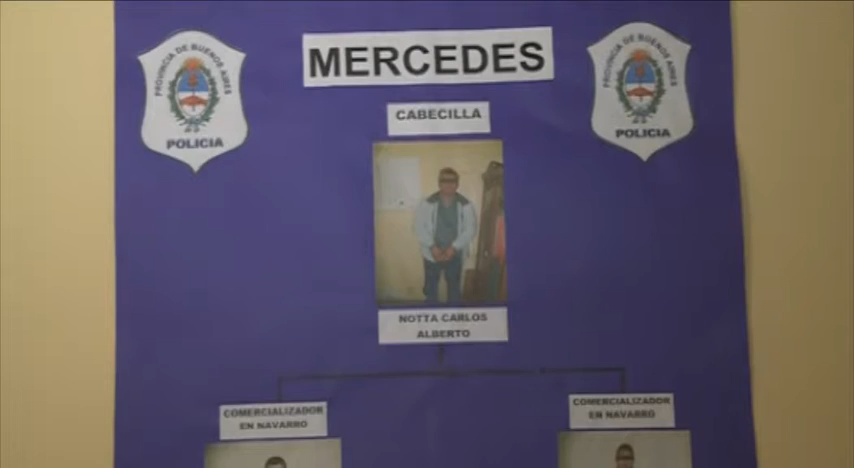 PROVINCIA DE BUENOS AIRES
POLICIA
MERCEDES
PROVINCIA DE BUENOS AIRES
POLICIA
CABECILLA
NOTTA CARLOS
ALBERTO
COMERCIALIZADOR
EN NAVARRO
COMERCIALIZADOR
EN NAVARRO